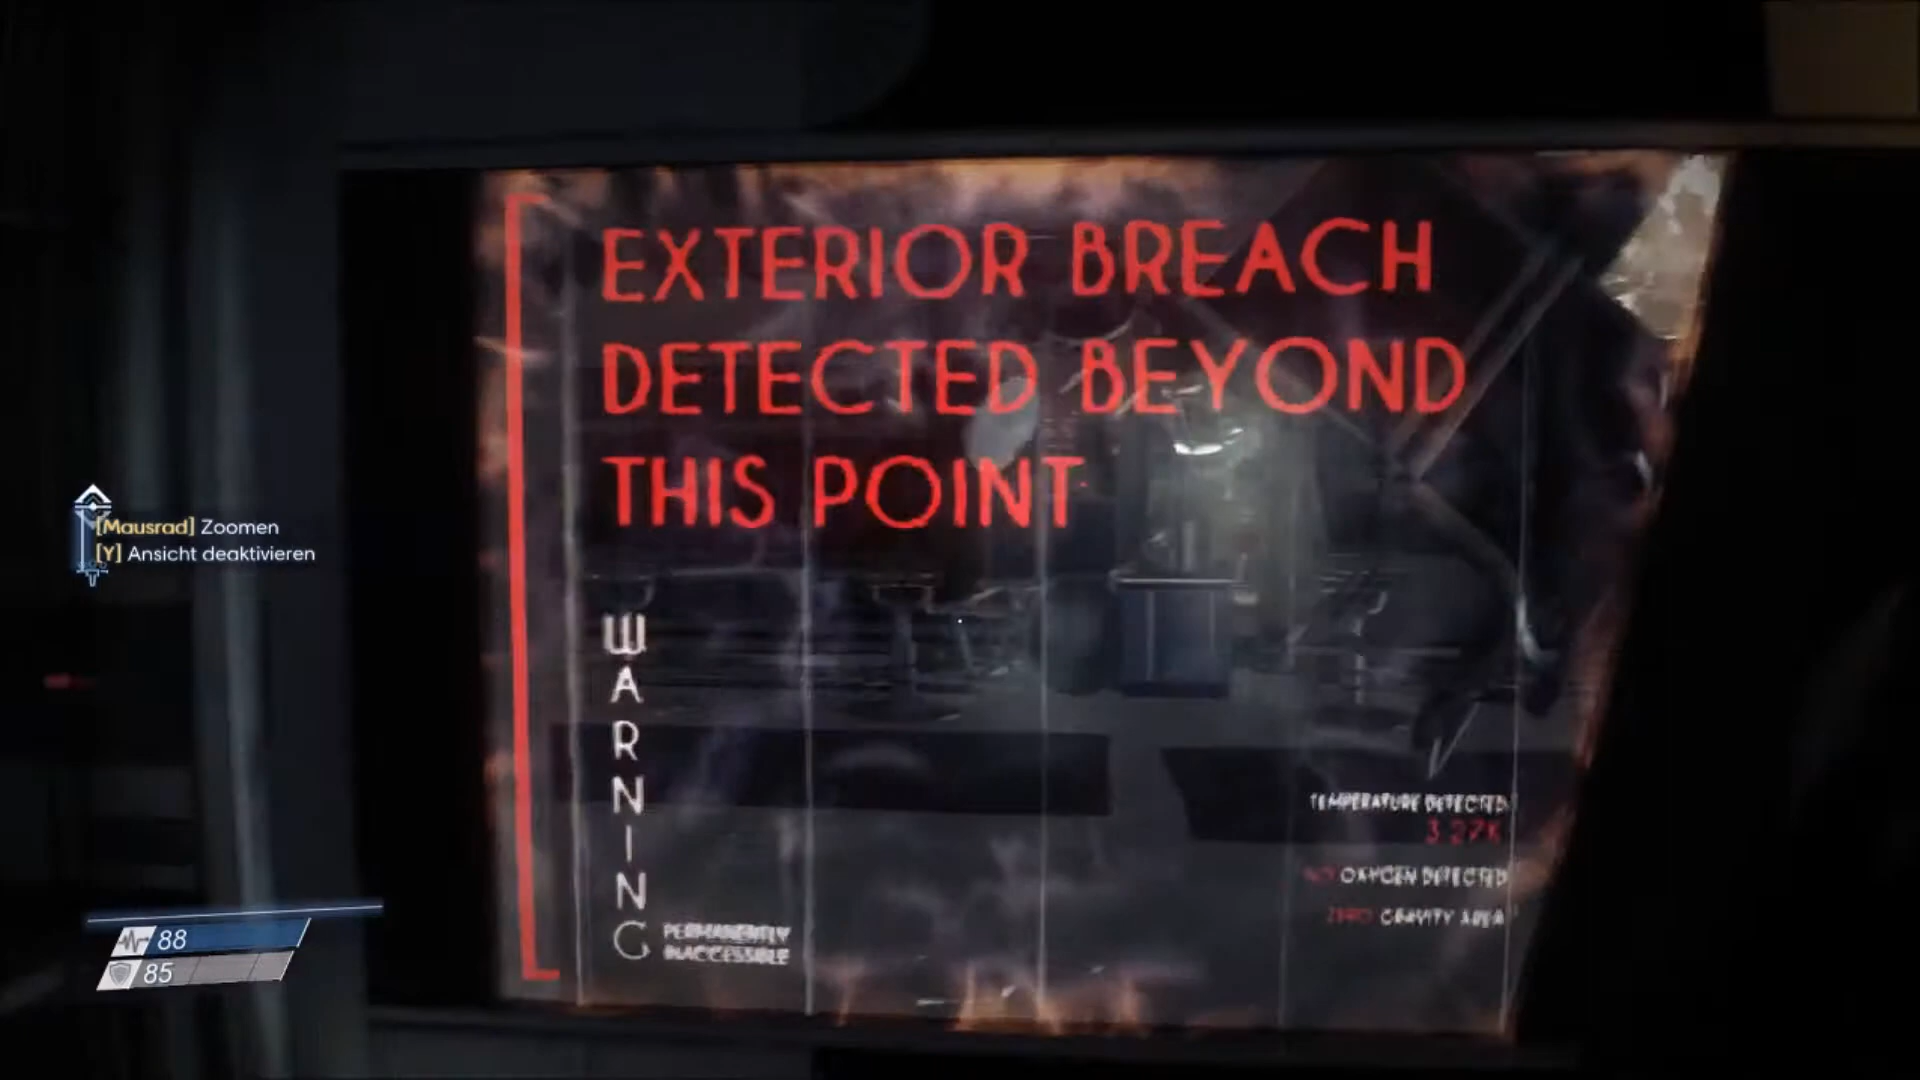 EXTERIOR BREACH
DETECTED BEYOND
THIS POINT
[Mausrad] Zoomen
[Y] Ansicht deaktivieren
WARNING
PERMANENTLY
INACCESSIBLE
TEMPERATURE DETECTED
3.27K
NO OXYGEN DETECTED
ZERO GRAVITY AREA
88
85